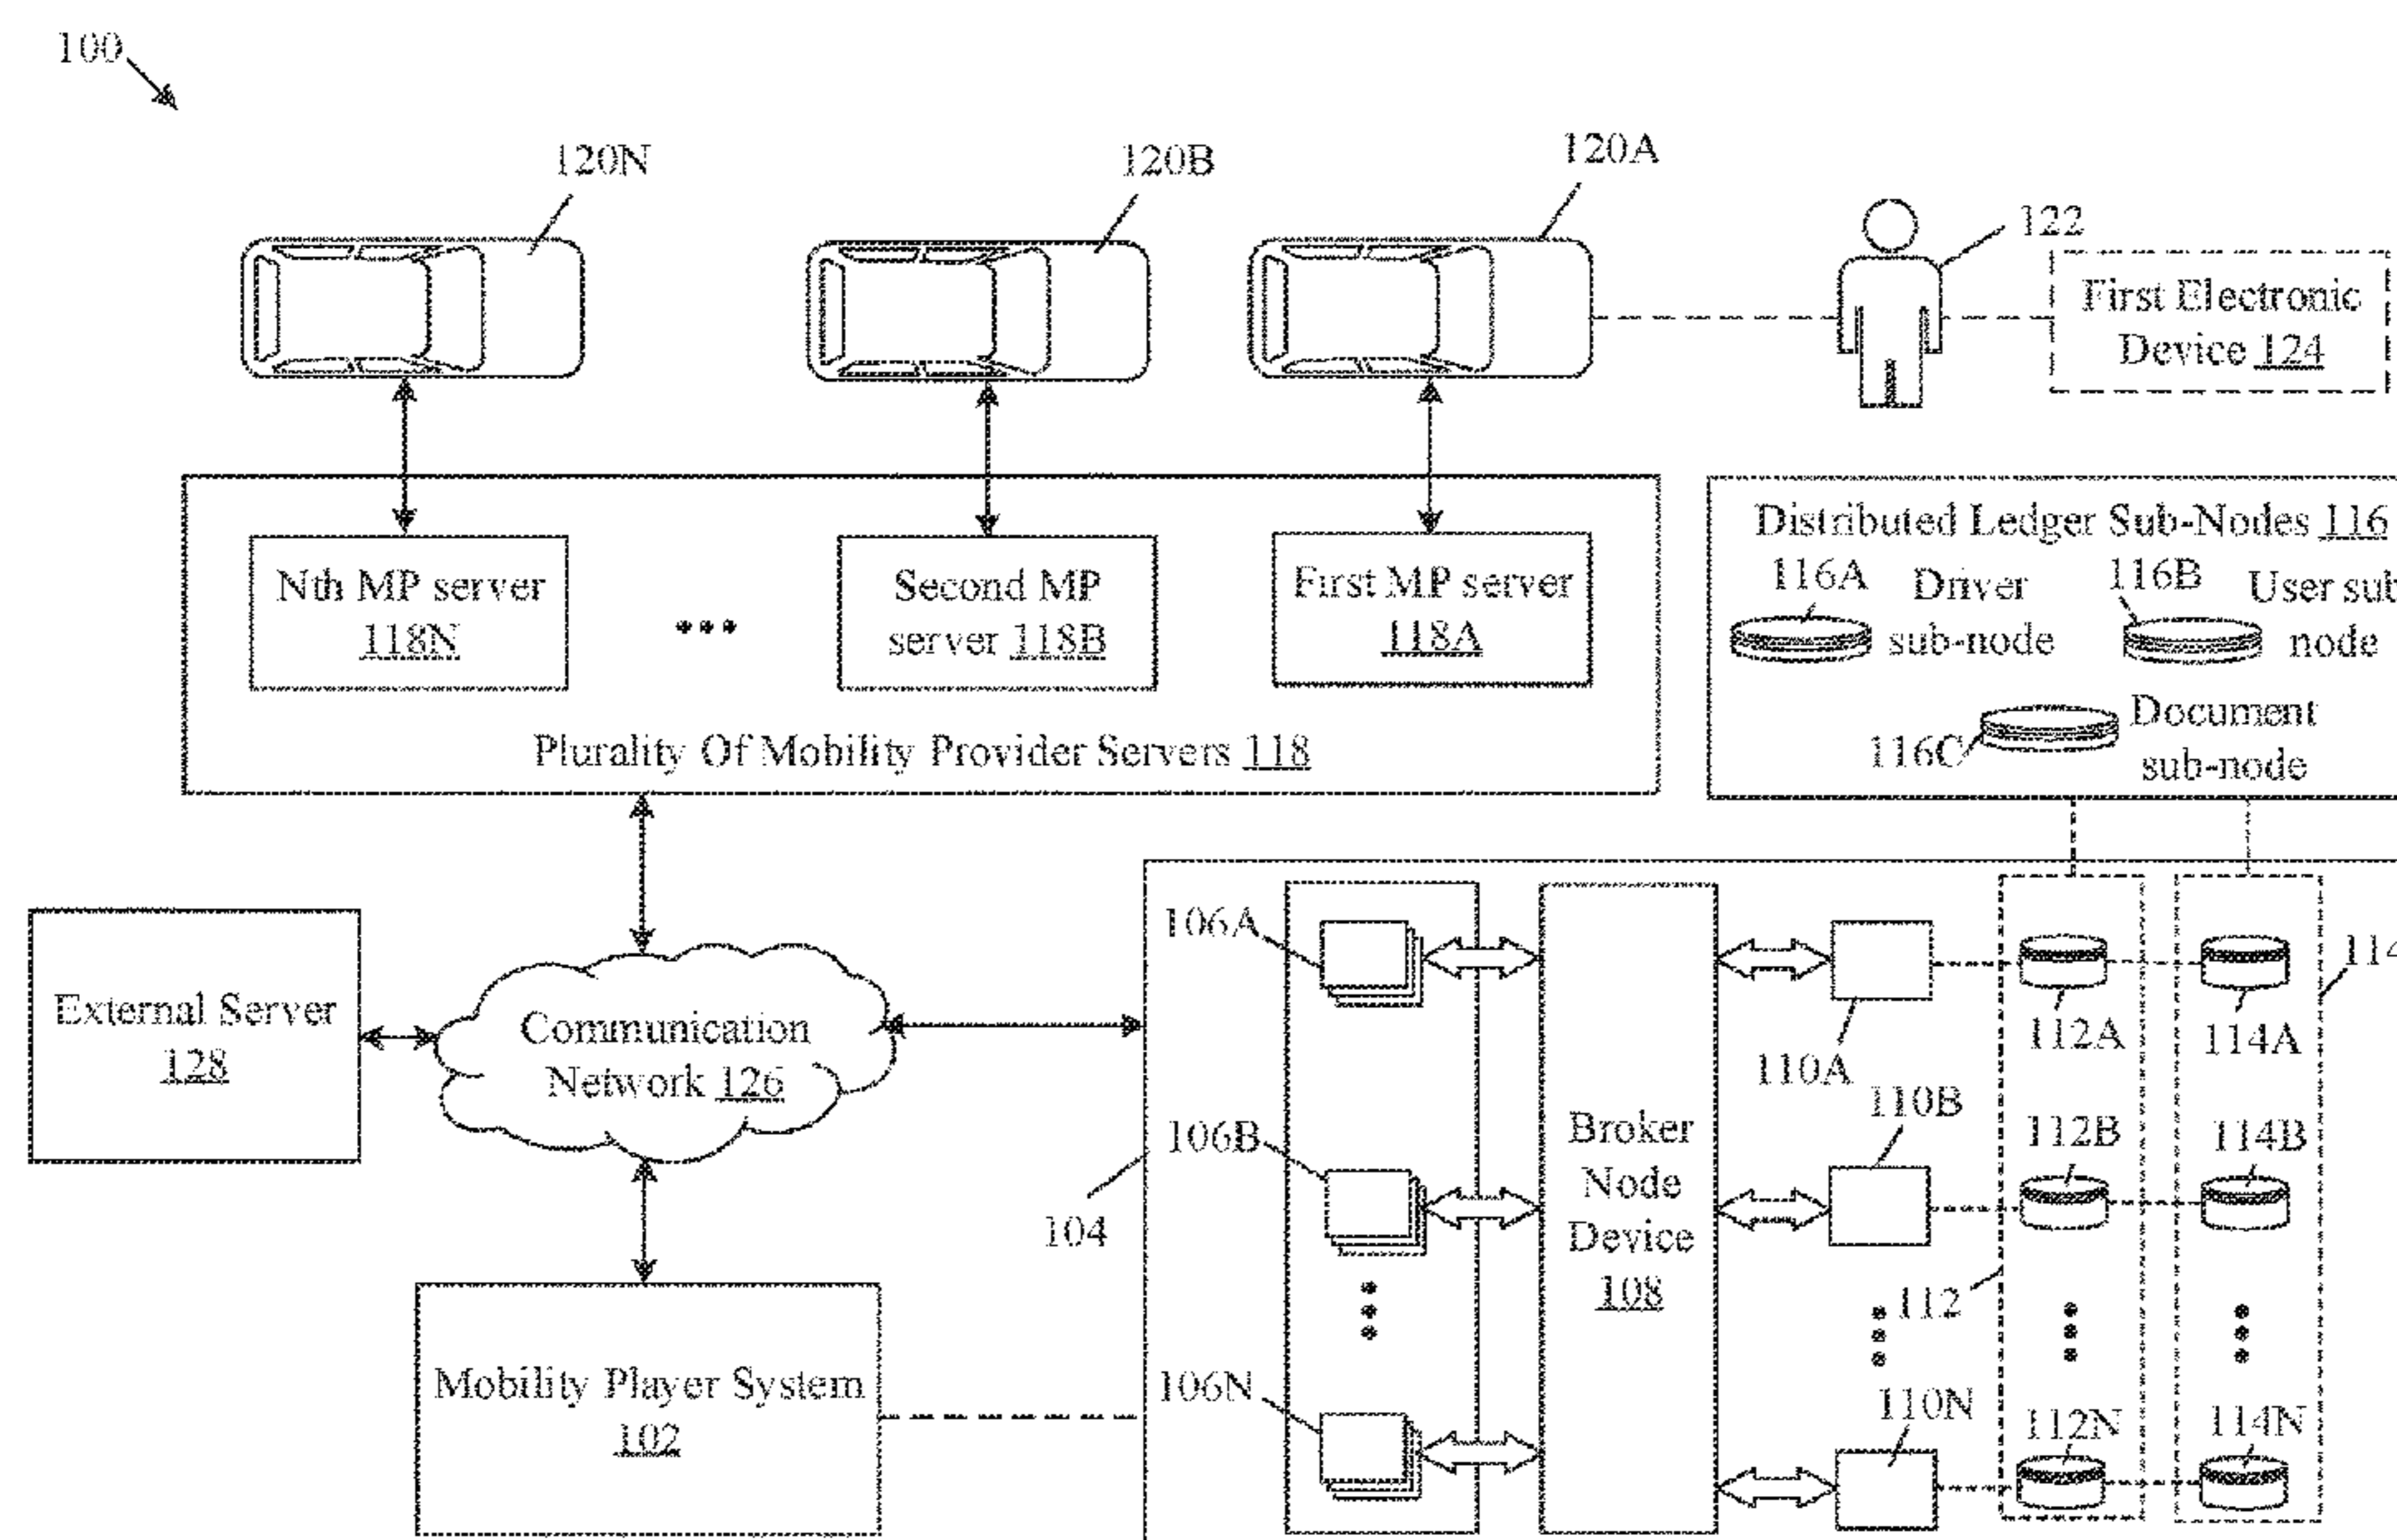 100
120N
120B
120A
122
First Electronic
Device 124
Nth MP server
118N
Second MP
server 118B
First MP server
118A
Plurality Of Mobility Provider Servers 118
Distributed Ledger Sub-Nodes 116
116A
Driver
sub-node
116B
User sub
node
116C
Document
sub-node
External Server
128
Communication
Network 126
Mobility Player System
102
104
106A
106B
106N
Broker
Node
Device
108
110A
110B
110N
112A
112B
112
112N
114
114A
114B
114N